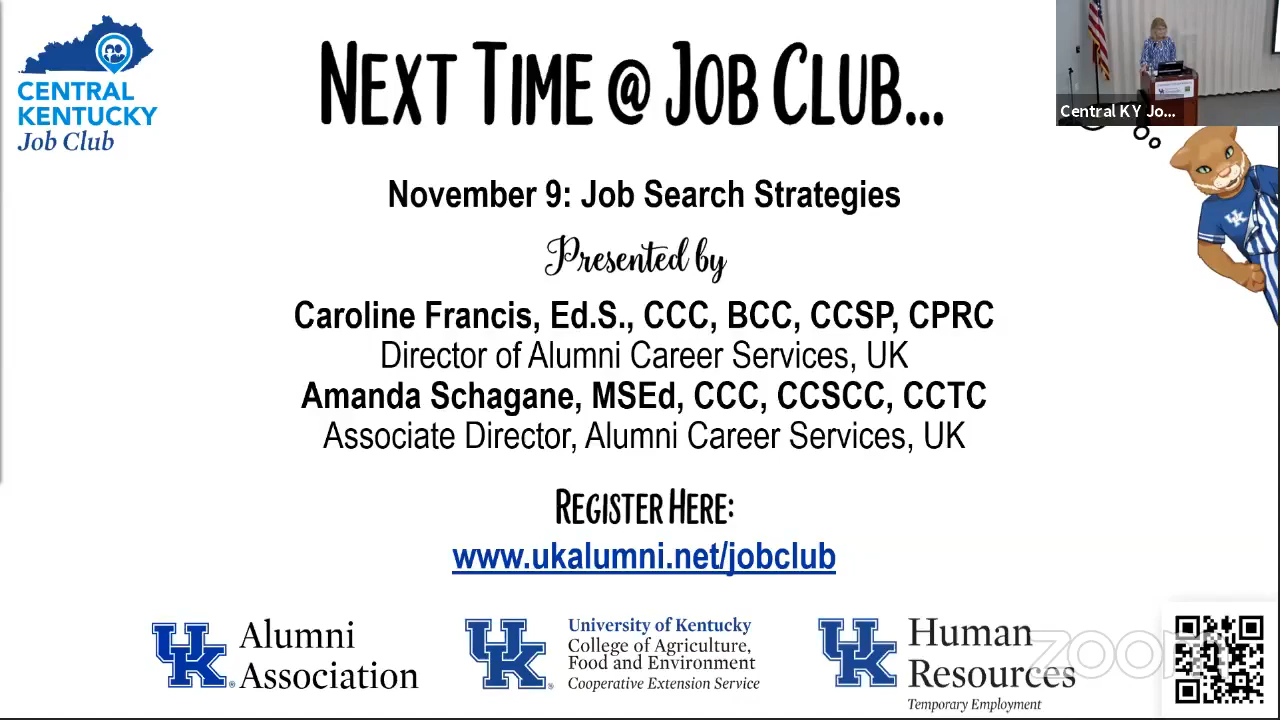 CENTRAL
KENTUCKY
Job Club
NEXT TIME @ JOB CLUB...
Central KY Jo...
November 9: Job Search Strategies
Presented by
Caroline Francis, Ed.S., CCC, BCC, CCSP, CPRC
Director of Alumni Career Services, UK
Amanda Schagane, MSEd, CCC, CCSCC, CCTC
Associate Director, Alumni Career Services, UK
REGISTER HERE:
www.ukalumni.net/jobclub
UK Alumni
Association
UK University of Kentucky
College of Agriculture,
Food and Environment
Cooperative Extension Service
UK Human
Resources
Temporary Employment
zoom
UK